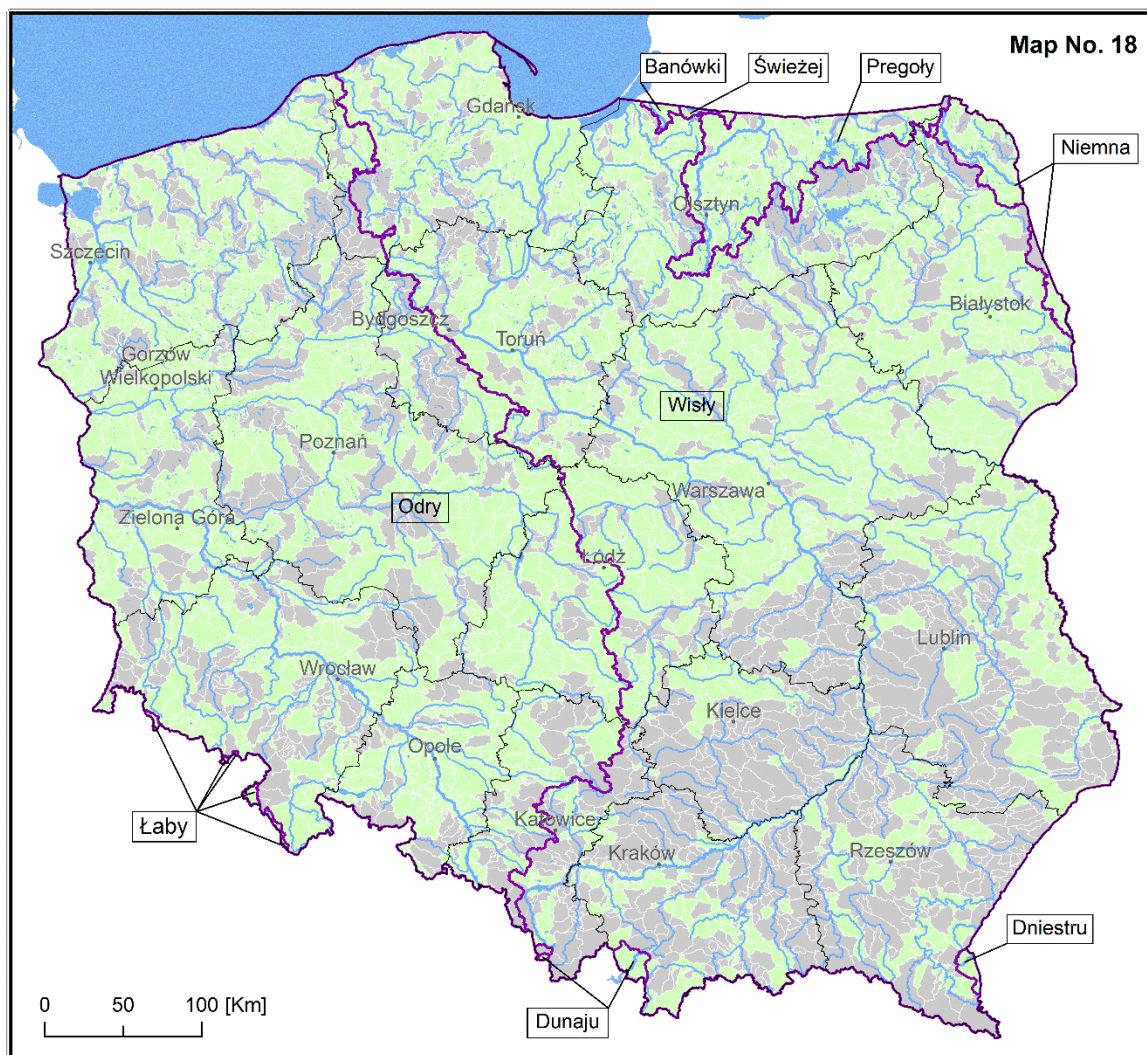 Map No. 18
Banówki
Świeżej
Pregoły
Gdańsk
Niemna
Olsztyn
Szczecin
Białystok
Bydgoszcz
Toruń
Gorzów
Wielkopolski
Wisły
Poznań
Warszawa
Odry
Zielona Góra
Łódź
Lublin
Wrocław
Kielce
Opole
Łaby
Katowice
Kraków
Rzeszów
Dniestru
0 50 100 [Km]
Dunaju